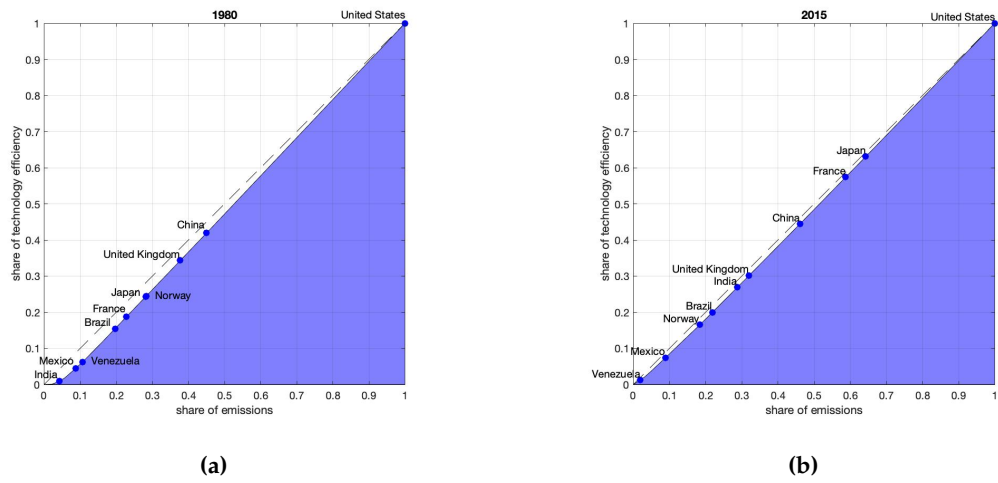 1980
United States
1
0.9
0.8
0.7
0.6
0.5
0.4
0.3
0.2
0.1
0
share of technology efficiency
China
United Kingdom
Japan Norway
France
Brazil
Mexico Venezuela
India
0 0.1 0.2 0.3 0.4 0.5 0.6 0.7 0.8 0.9 1
share of emissions
(a)
2015
United States
1
0.9
0.8
0.7
0.6
0.5
0.4
0.3
0.2
0.1
0
share of technology efficiency
Japan
France
China
United Kingdom
India
Brazil
Norway
Mexico
Venezuela
0 0.1 0.2 0.3 0.4 0.5 0.6 0.7 0.8 0.9 1
share of emissions
(b)